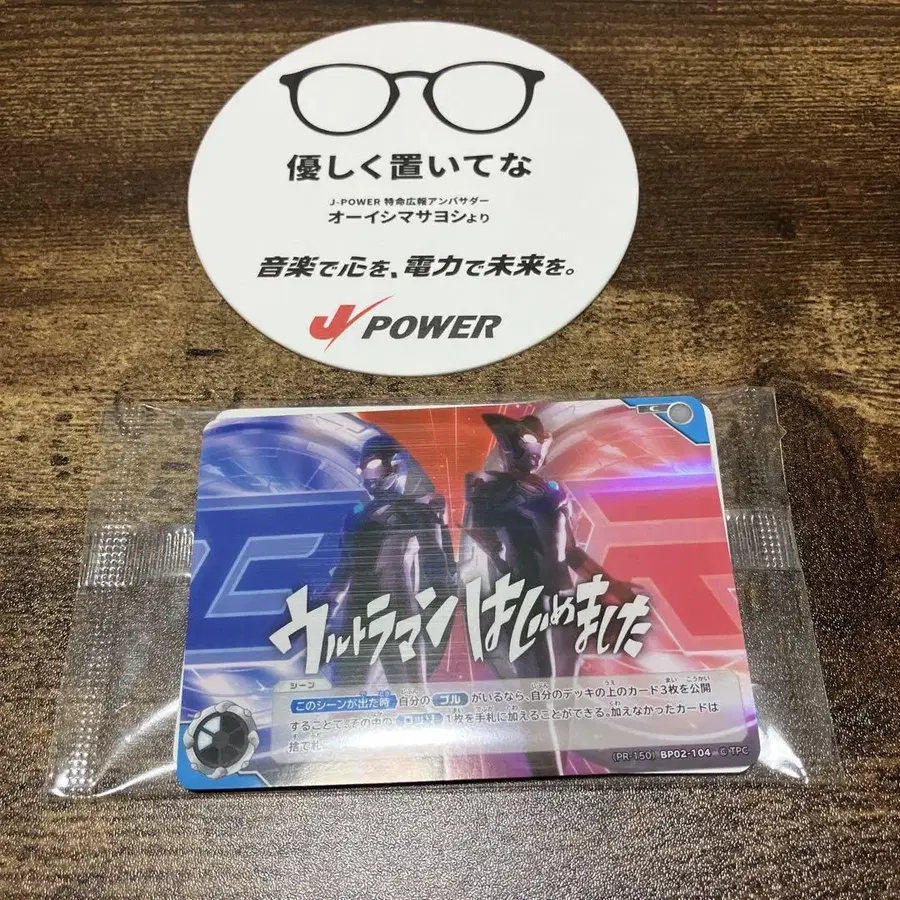 優しく置いてな
J-POWER 特命広報アンバサダー
オーイシマサヨシより
音楽で心を、電力で未来を。
J POWER
ウルトラマン はじめました
シーン
このシーンが出た時 自分の ブル がいるなら、自分のデッキの上のカード3枚を公開
することで、その中の ロッソ 1枚を手札に加えることができる。加えなかったカードは
捨て札
(PR-150) BP02-104 © TPC